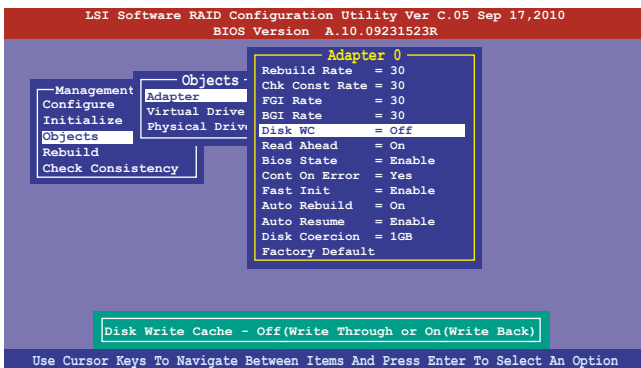 LSI Software RAID Configuration Utility Ver C.05 Sep 17,2010
BIOS Version A.10.09231523R
Management
Configure
Initialize
Objects
Rebuild
Check Consistency
Objects
Adapter
Virtual Drive
Physical Driv
Adapter 0
Rebuild Rate = 30
Chk Const Rate = 30
FGI Rate = 30
BGI Rate = 30
Disk WC = Off
Read Ahead = On
Bios State = Enable
Cont On Error = Yes
Fast Init = Enable
Auto Rebuild = On
Auto Resume = Enable
Disk Coercion = 1GB
Factory Default
Disk Write Cache - Off(Write Through or On(Write Back)
Use Cursor Keys To Navigate Between Items And Press Enter To Select An Option